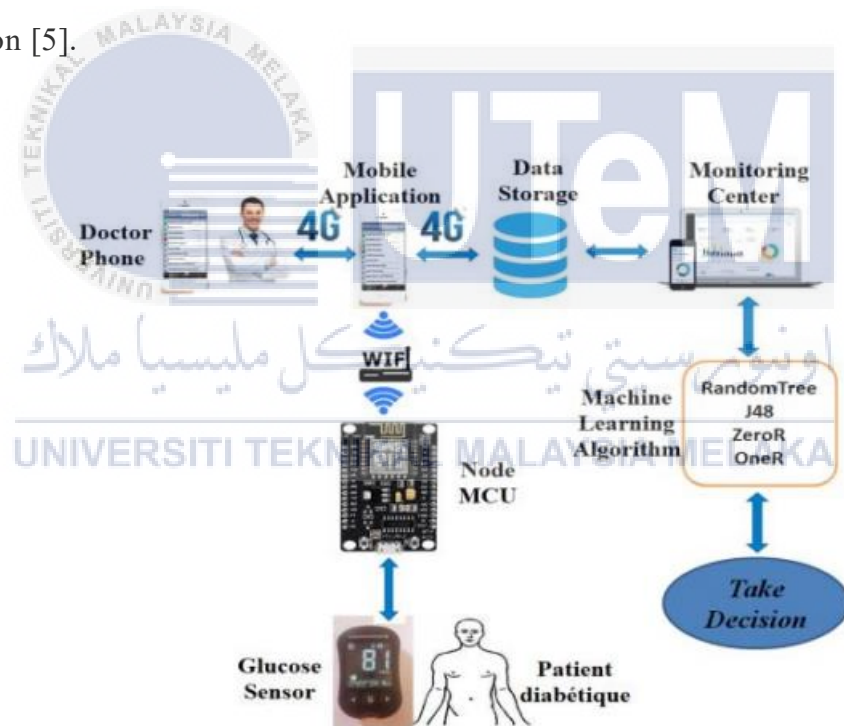 on [5].
UNIVERSITI TEKNIKAL MALAYSIA MELAKA
UTeM
Mobile
Application
Data
Storage
Monitoring
Center
Doctor
Phone
4G
4G
WIFI
اونيۏرسيتي تيكنيكل مليسيا ملاك
Machine
Learning
Algorithm
RandomTree
J48
ZeroR
OneR
UNIVERSITI TEKNIKAL MALAYSIA MELAKA
Node
MCU
Take
Decision
81
Glucose
Sensor
Patient
diabétique